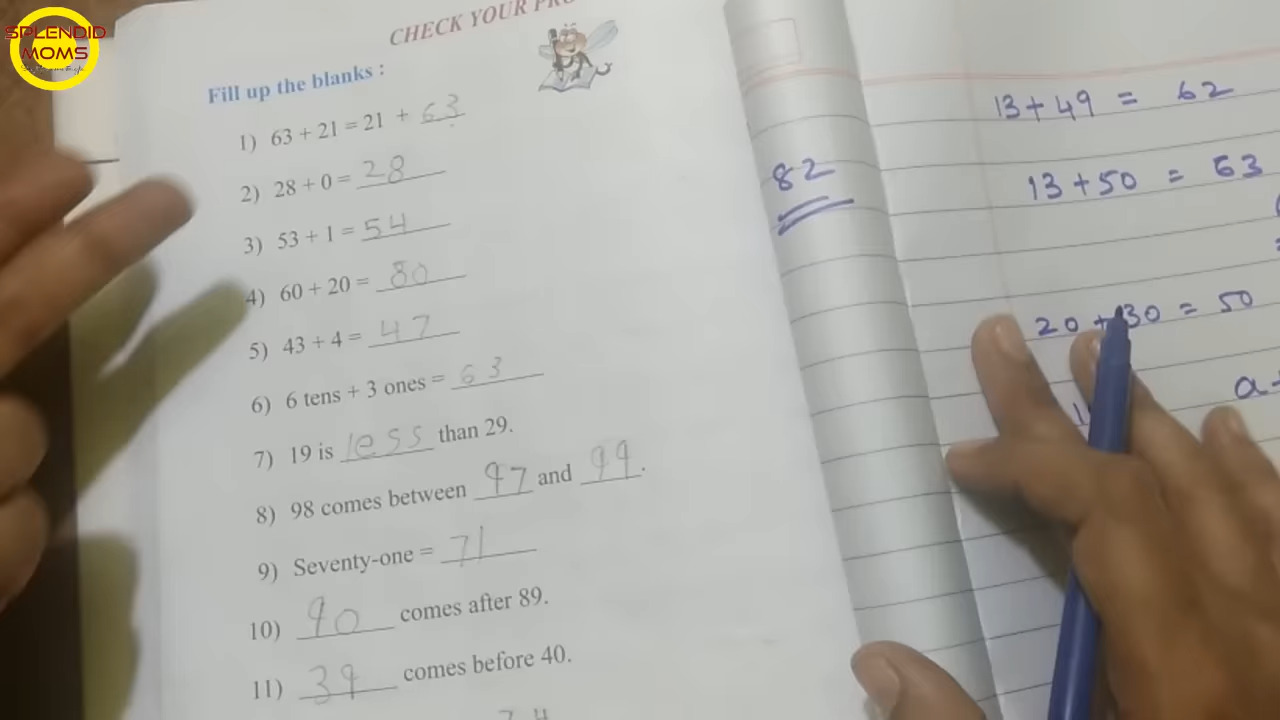 SPLENDID
MOMS
CHECK YOUR
Fill up the blanks :
1) 63 + 21 = 21 + 63
2) 28 + 0 = 28
3) 53 + 1 = 54
4) 60 + 20 = 80
5) 43 + 4 = 47
6) 6 tens + 3 ones = 63
7) 19 is less than 29.
8) 98 comes between 97 and 99.
9) Seventy-one = 71
10) 90 comes after 89.
11) 39 comes before 40.
82
13 + 49 = 62
13 + 50 = 63
20 + 30 = 50